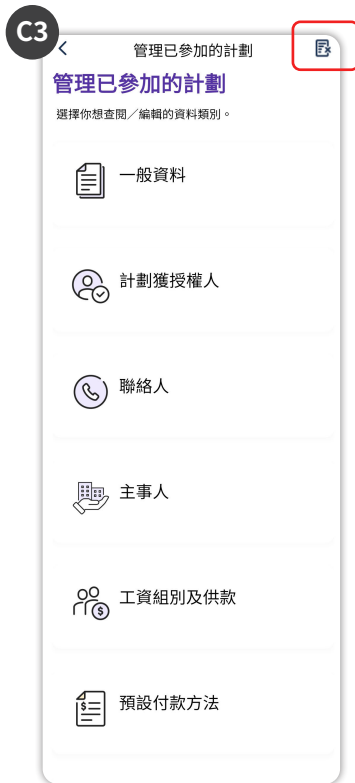 C3
管理已參加的計劃
管理已參加的計劃
選擇你想查閱／編輯的資料類別。
一般資料
計劃獲授權人
聯絡人
主事人
工資組別及供款
預設付款方法